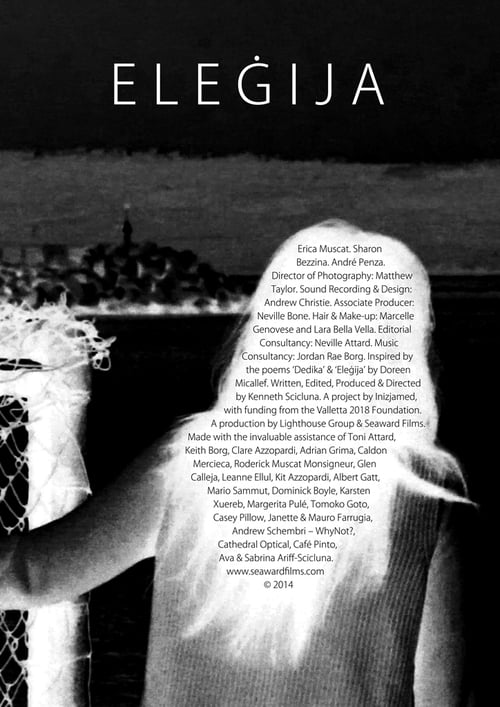 ELEĠIJA
Erica Muscat. Sharon
Bezzina. André Penza.
Director of Photography: Matthew
Taylor. Sound Recording & Design:
Andrew Christie. Associate Producer:
Neville Bone. Hair & Make-up: Marcelle
Genovese and Lara Bella Vella. Editorial
Consultancy: Neville Attard. Music
Consultancy: Jordan Rae Borg. Inspired by
the poems ‘Dedika’ & ‘Eleġija’ by Doreen
Micallef. Written, Edited, Produced & Directed
by Kenneth Scicluna. A project by Inizjamed,
with funding from the Valletta 2018 Foundation.
A production by Lighthouse Group & Seaward Films.
Made with the invaluable assistance of Toni Attard,
Keith Borg, Clare Azzopardi, Adrian Grima, Caldon
Mercieca, Roderick Muscat Monsigneur, Glen
Calleja, Leanne Ellul, Kit Azzopardi, Albert Gatt,
Mario Sammut, Dominick Boyle, Karsten
Xuereb, Margerita Pulé, Tomoko Goto,
Casey Pillow, Janette & Mauro Farrugia,
Andrew Schembri – WhyNot?,
Cathedral Optical, Café Pinto,
Ava & Sabrina Ariff-Scicluna.
www.seawardfilms.com
© 2014